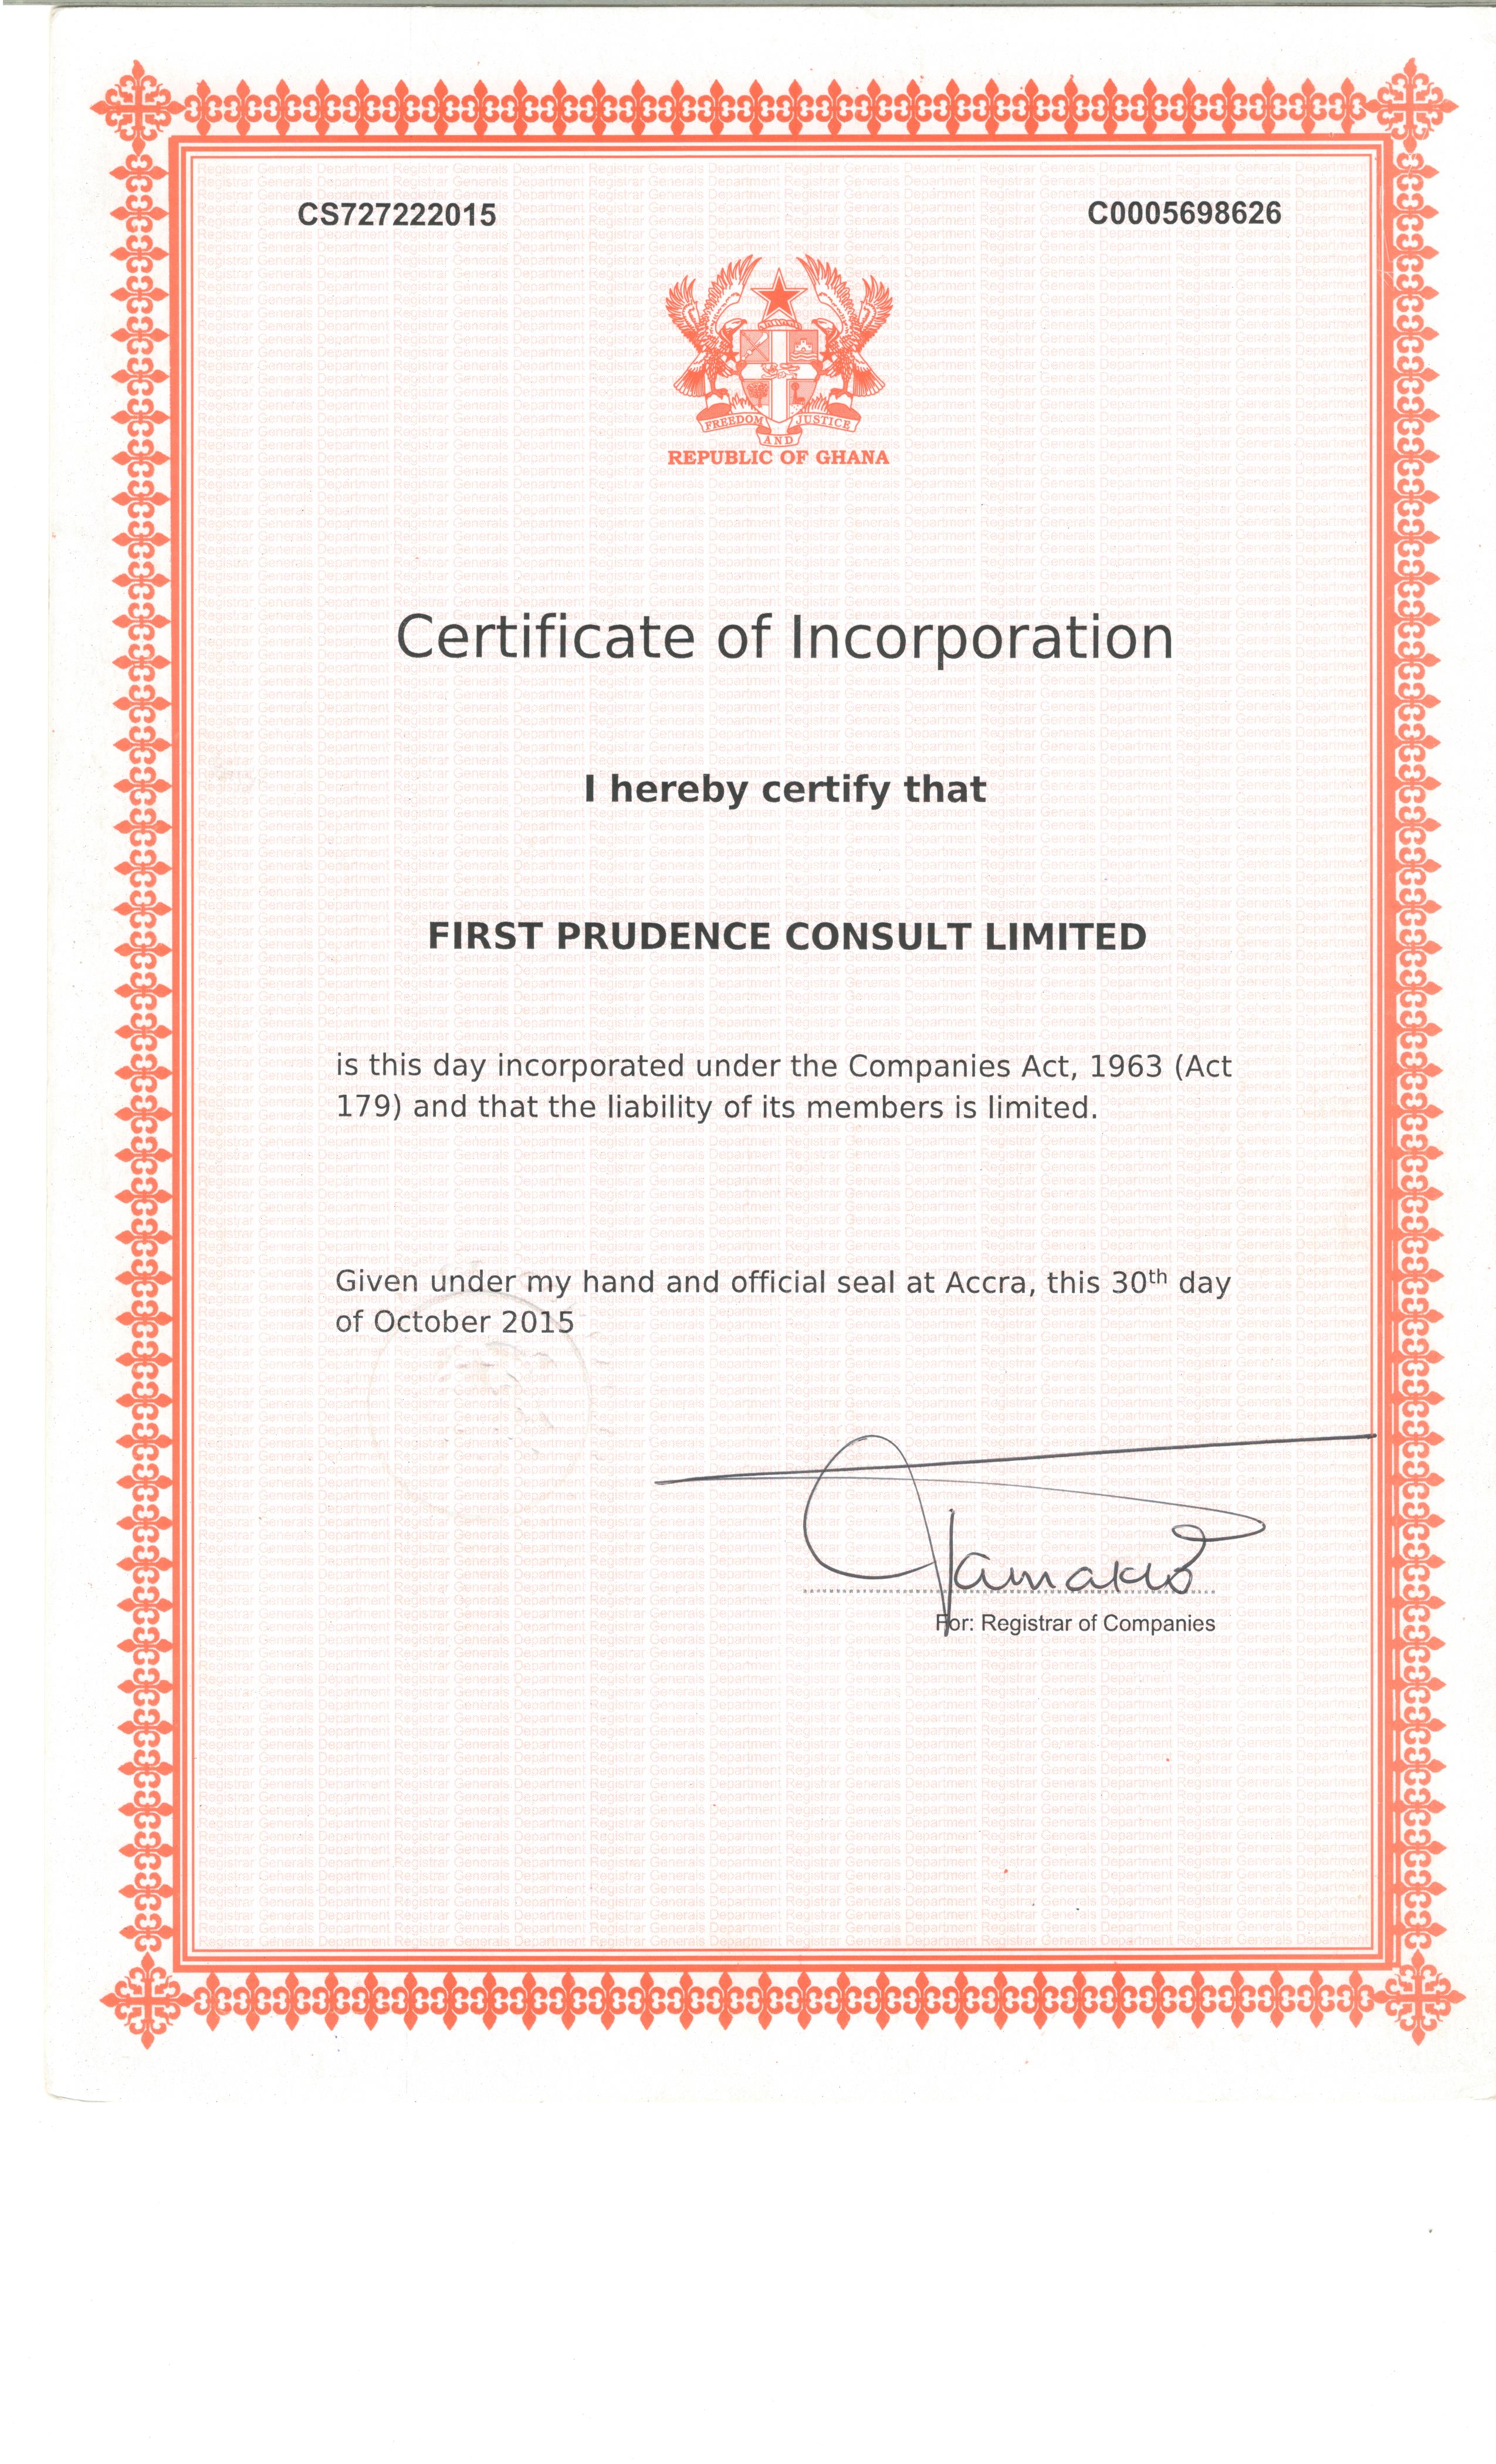 CS727222015
C0005698626
FREEDOM AND JUSTICE
REPUBLIC OF GHANA
Certificate of Incorporation
I hereby certify that
FIRST PRUDENCE CONSULT LIMITED
is this day incorporated under the Companies Act, 1963 (Act
179) and that the liability of its members is limited.
Given under my hand and official seal at Accra, this 30th day
of October 2015
For: Registrar of Companies